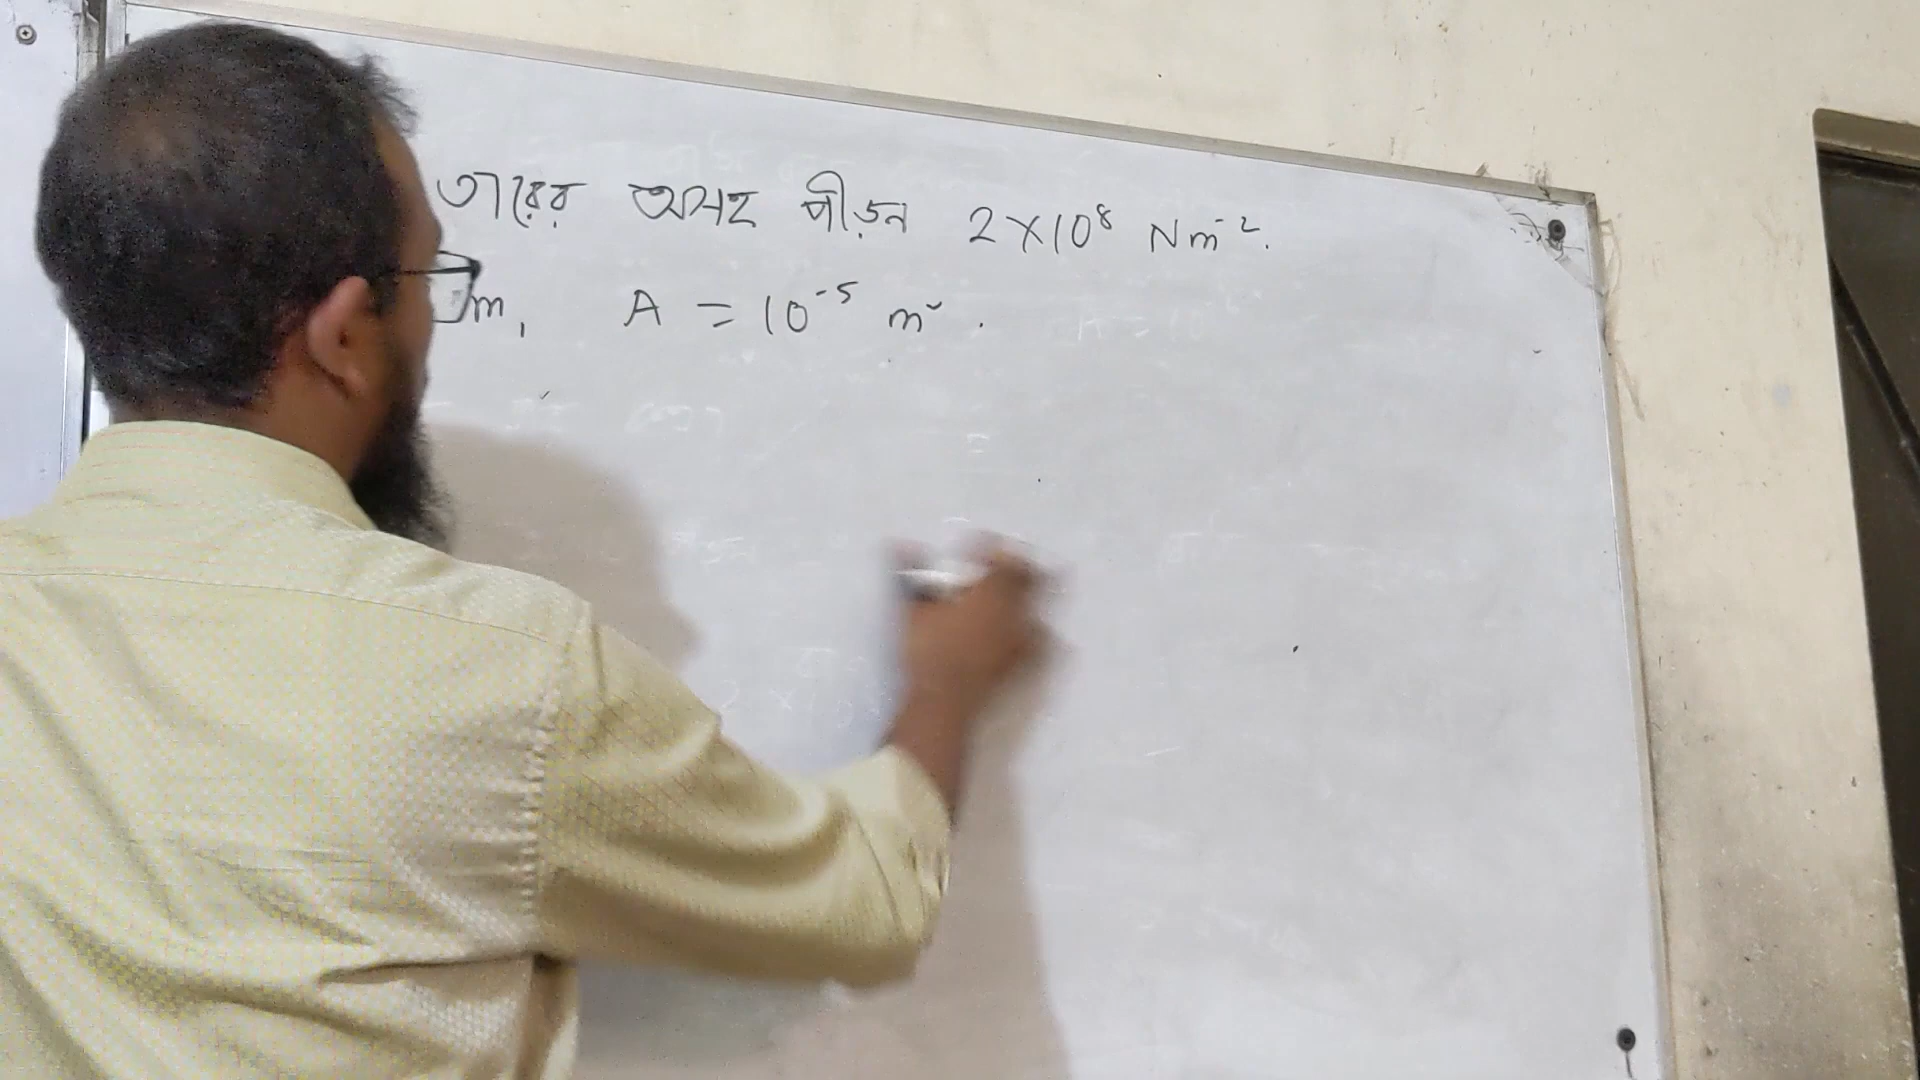 তারের অসহ পীড়ন 2×10⁸ Nm⁻².
m, A = 10⁻⁵ m².